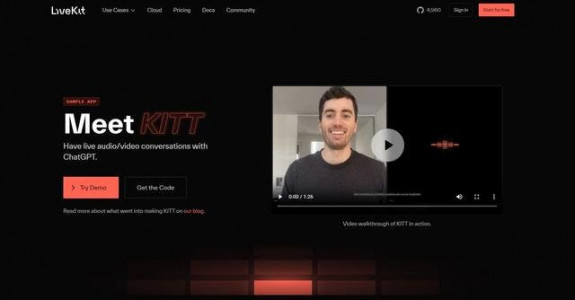 LiveKit
Use Cases Cloud Pricing Docs Community
4,960 Sign in Start for free
SAMPLE APP
Meet KITT
Have live audio/video conversations with
ChatGPT.
Try Demo Get the Code
Read more about what went into making KITT on our blog.
0:00 / 1:26
Video walkthrough of KITT in action.